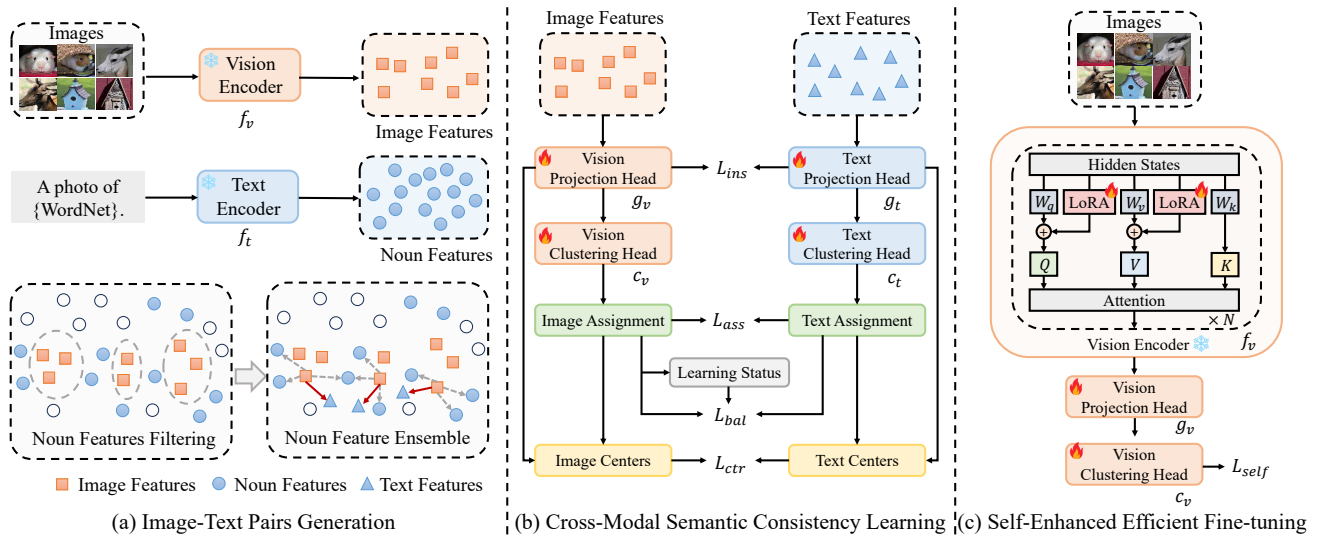 Images
Vision
Encoder
f_v
Image Features
A photo of
{WordNet}.
Text
Encoder
f_t
Noun Features
Noun Features Filtering
Noun Feature Ensemble
Image Features
Noun Features
Text Features
(a) Image-Text Pairs Generation
Image Features
Text Features
Vision
Projection Head
L_ins
Text
Projection Head
g_v
g_t
Vision
Clustering Head
Text
Clustering Head
c_v
c_t
Image Assignment
L_ass
Text Assignment
Learning Status
L_bal
Image Centers
L_ctr
Text Centers
(b) Cross-Modal Semantic Consistency Learning
Images
Hidden States
W_q
LoRA
W_v
LoRA
W_k
+
+
Q
V
K
Attention
× N
Vision Encoder
f_v
Vision
Projection Head
g_v
Vision
Clustering Head
L_self
c_v
(c) Self-Enhanced Efficient Fine-tuning